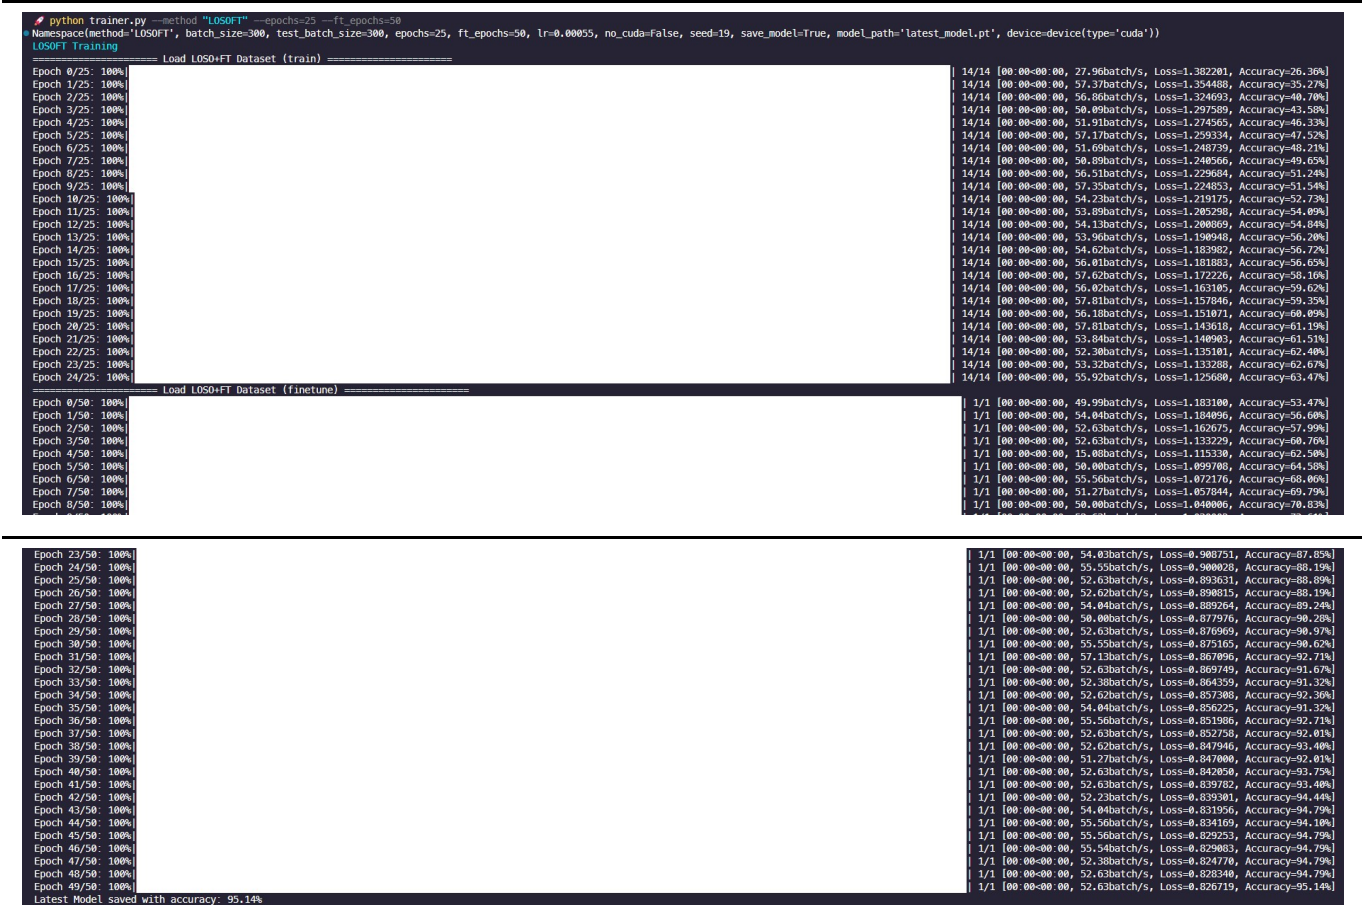 🚀 python trainer.py --method "LOSOFT" --epochs=25 --ft_epochs=50
Namespace(method='LOSOFT', batch_size=300, test_batch_size=300, epochs=25, ft_epochs=50, lr=0.00055, no_cuda=False, seed=19, save_model=True, model_path='latest_model.pt', device=device(type='cuda'))
LOSOFT Training
====================== Load LOSO+FT Dataset (train) ======================
Epoch 0/25: 100%| | 14/14 [00:00<00:00, 27.96batch/s, Loss=1.382201, Accuracy=26.36%]
Epoch 1/25: 100%| | 14/14 [00:00<00:00, 57.37batch/s, Loss=1.354488, Accuracy=35.27%]
Epoch 2/25: 100%| | 14/14 [00:00<00:00, 56.86batch/s, Loss=1.324693, Accuracy=40.70%]
Epoch 3/25: 100%| | 14/14 [00:00<00:00, 50.09batch/s, Loss=1.297589, Accuracy=43.58%]
Epoch 4/25: 100%| | 14/14 [00:00<00:00, 51.91batch/s, Loss=1.274565, Accuracy=46.33%]
Epoch 5/25: 100%| | 14/14 [00:00<00:00, 57.17batch/s, Loss=1.259334, Accuracy=47.52%]
Epoch 6/25: 100%| | 14/14 [00:00<00:00, 51.69batch/s, Loss=1.248739, Accuracy=48.21%]
Epoch 7/25: 100%| | 14/14 [00:00<00:00, 50.89batch/s, Loss=1.240566, Accuracy=49.65%]
Epoch 8/25: 100%| | 14/14 [00:00<00:00, 56.51batch/s, Loss=1.229684, Accuracy=51.24%]
Epoch 9/25: 100%| | 14/14 [00:00<00:00, 57.35batch/s, Loss=1.224853, Accuracy=51.54%]
Epoch 10/25: 100%| | 14/14 [00:00<00:00, 54.23batch/s, Loss=1.219175, Accuracy=52.73%]
Epoch 11/25: 100%| | 14/14 [00:00<00:00, 53.89batch/s, Loss=1.205298, Accuracy=54.09%]
Epoch 12/25: 100%| | 14/14 [00:00<00:00, 54.13batch/s, Loss=1.200869, Accuracy=54.84%]
Epoch 13/25: 100%| | 14/14 [00:00<00:00, 53.96batch/s, Loss=1.190948, Accuracy=56.20%]
Epoch 14/25: 100%| | 14/14 [00:00<00:00, 54.62batch/s, Loss=1.183982, Accuracy=56.72%]
Epoch 15/25: 100%| | 14/14 [00:00<00:00, 56.01batch/s, Loss=1.181883, Accuracy=56.65%]
Epoch 16/25: 100%| | 14/14 [00:00<00:00, 57.62batch/s, Loss=1.172226, Accuracy=58.16%]
Epoch 17/25: 100%| | 14/14 [00:00<00:00, 56.02batch/s, Loss=1.163105, Accuracy=59.62%]
Epoch 18/25: 100%| | 14/14 [00:00<00:00, 57.81batch/s, Loss=1.157846, Accuracy=59.35%]
Epoch 19/25: 100%| | 14/14 [00:00<00:00, 56.18batch/s, Loss=1.151071, Accuracy=60.09%]
Epoch 20/25: 100%| | 14/14 [00:00<00:00, 57.81batch/s, Loss=1.143618, Accuracy=61.19%]
Epoch 21/25: 100%| | 14/14 [00:00<00:00, 53.84batch/s, Loss=1.140903, Accuracy=61.51%]
Epoch 22/25: 100%| | 14/14 [00:00<00:00, 52.30batch/s, Loss=1.135101, Accuracy=62.40%]
Epoch 23/25: 100%| | 14/14 [00:00<00:00, 53.32batch/s, Loss=1.133288, Accuracy=62.67%]
Epoch 24/25: 100%| | 14/14 [00:00<00:00, 55.92batch/s, Loss=1.125680, Accuracy=63.47%]
====================== Load LOSO+FT Dataset (finetune) ======================
Epoch 0/50: 100%| | 1/1 [00:00<00:00, 49.99batch/s, Loss=1.183100, Accuracy=53.47%]
Epoch 1/50: 100%| | 1/1 [00:00<00:00, 54.04batch/s, Loss=1.184096, Accuracy=56.60%]
Epoch 2/50: 100%| | 1/1 [00:00<00:00, 52.63batch/s, Loss=1.162675, Accuracy=57.99%]
Epoch 3/50: 100%| | 1/1 [00:00<00:00, 52.63batch/s, Loss=1.133229, Accuracy=60.76%]
Epoch 4/50: 100%| | 1/1 [00:00<00:00, 15.08batch/s, Loss=1.115330, Accuracy=62.50%]
Epoch 5/50: 100%| | 1/1 [00:00<00:00, 50.00batch/s, Loss=1.099708, Accuracy=64.58%]
Epoch 6/50: 100%| | 1/1 [00:00<00:00, 55.56batch/s, Loss=1.072176, Accuracy=68.06%]
Epoch 7/50: 100%| | 1/1 [00:00<00:00, 51.27batch/s, Loss=1.057844, Accuracy=69.79%]
Epoch 8/50: 100%| | 1/1 [00:00<00:00, 50.00batch/s, Loss=1.040006, Accuracy=70.83%]
Epoch 23/50: 100%| | 1/1 [00:00<00:00, 54.03batch/s, Loss=0.908751, Accuracy=87.85%]
Epoch 24/50: 100%| | 1/1 [00:00<00:00, 55.55batch/s, Loss=0.900028, Accuracy=88.19%]
Epoch 25/50: 100%| | 1/1 [00:00<00:00, 52.63batch/s, Loss=0.893631, Accuracy=88.89%]
Epoch 26/50: 100%| | 1/1 [00:00<00:00, 52.62batch/s, Loss=0.890815, Accuracy=88.19%]
Epoch 27/50: 100%| | 1/1 [00:00<00:00, 54.04batch/s, Loss=0.889264, Accuracy=89.24%]
Epoch 28/50: 100%| | 1/1 [00:00<00:00, 50.00batch/s, Loss=0.877976, Accuracy=90.28%]
Epoch 29/50: 100%| | 1/1 [00:00<00:00, 52.63batch/s, Loss=0.876969, Accuracy=90.97%]
Epoch 30/50: 100%| | 1/1 [00:00<00:00, 55.55batch/s, Loss=0.875165, Accuracy=90.62%]
Epoch 31/50: 100%| | 1/1 [00:00<00:00, 57.13batch/s, Loss=0.867096, Accuracy=92.71%]
Epoch 32/50: 100%| | 1/1 [00:00<00:00, 52.63batch/s, Loss=0.869749, Accuracy=91.67%]
Epoch 33/50: 100%| | 1/1 [00:00<00:00, 52.38batch/s, Loss=0.864359, Accuracy=91.32%]
Epoch 34/50: 100%| | 1/1 [00:00<00:00, 52.62batch/s, Loss=0.857308, Accuracy=92.36%]
Epoch 35/50: 100%| | 1/1 [00:00<00:00, 54.04batch/s, Loss=0.856225, Accuracy=91.32%]
Epoch 36/50: 100%| | 1/1 [00:00<00:00, 55.56batch/s, Loss=0.851986, Accuracy=92.71%]
Epoch 37/50: 100%| | 1/1 [00:00<00:00, 52.63batch/s, Loss=0.852758, Accuracy=92.01%]
Epoch 38/50: 100%| | 1/1 [00:00<00:00, 52.62batch/s, Loss=0.847946, Accuracy=93.40%]
Epoch 39/50: 100%| | 1/1 [00:00<00:00, 51.27batch/s, Loss=0.847000, Accuracy=92.01%]
Epoch 40/50: 100%| | 1/1 [00:00<00:00, 52.63batch/s, Loss=0.842050, Accuracy=93.75%]
Epoch 41/50: 100%| | 1/1 [00:00<00:00, 52.63batch/s, Loss=0.839782, Accuracy=93.40%]
Epoch 42/50: 100%| | 1/1 [00:00<00:00, 52.23batch/s, Loss=0.839301, Accuracy=94.44%]
Epoch 43/50: 100%| | 1/1 [00:00<00:00, 54.04batch/s, Loss=0.831956, Accuracy=94.79%]
Epoch 44/50: 100%| | 1/1 [00:00<00:00, 55.56batch/s, Loss=0.834169, Accuracy=94.10%]
Epoch 45/50: 100%| | 1/1 [00:00<00:00, 55.56batch/s, Loss=0.829253, Accuracy=94.79%]
Epoch 46/50: 100%| | 1/1 [00:00<00:00, 55.54batch/s, Loss=0.829083, Accuracy=94.79%]
Epoch 47/50: 100%| | 1/1 [00:00<00:00, 52.38batch/s, Loss=0.824770, Accuracy=94.79%]
Epoch 48/50: 100%| | 1/1 [00:00<00:00, 52.63batch/s, Loss=0.828340, Accuracy=94.79%]
Epoch 49/50: 100%| | 1/1 [00:00<00:00, 52.63batch/s, Loss=0.826719, Accuracy=95.14%]
Latest Model saved with accuracy: 95.14%